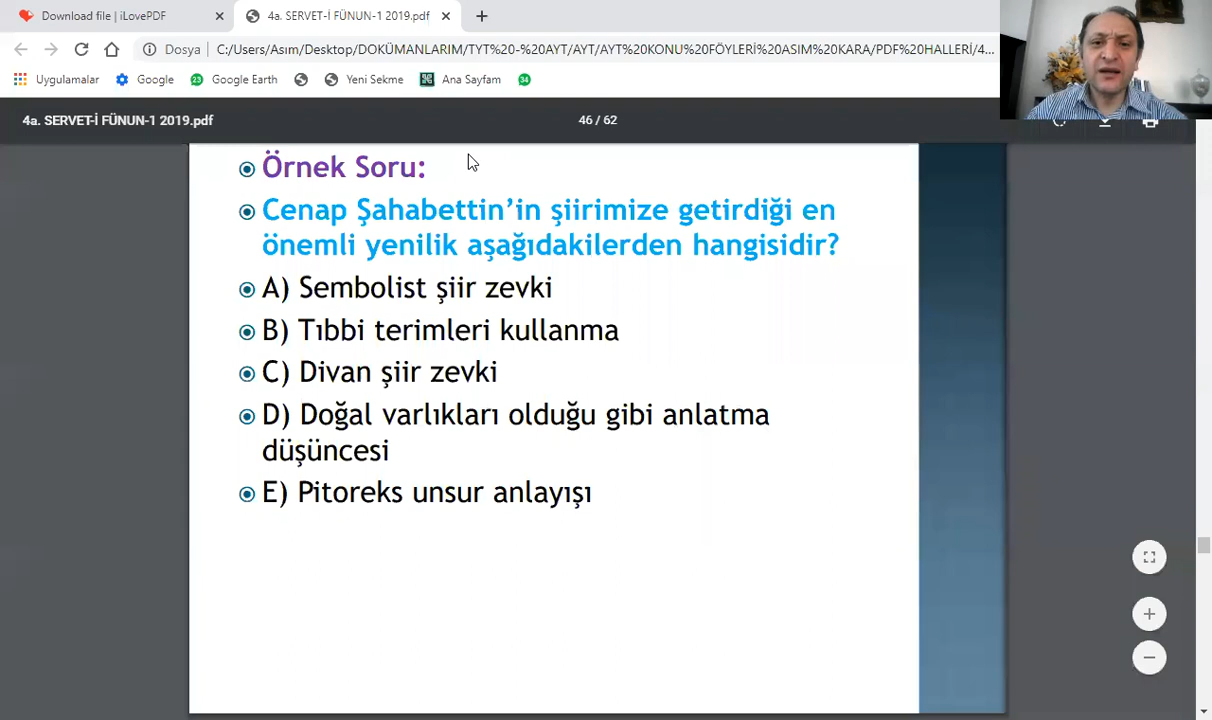 Download file | iLovePDF
4a. SERVET-İ FÜNUN-1 2019.pdf
Dosya
C:/Users/Asım/Desktop/DOKÜMANLARIM/TYT%20-%20AYT/AYT/AYT%20KONU%20FÖYLERİ%20ASIM%20KARA/PDF%20HALLERİ/4...
Uygulamalar
Google
23
Google Earth
Yeni Sekme
Ana Sayfam
34
4a. SERVET-İ FÜNUN-1 2019.pdf
46 / 62
Örnek Soru:
Cenap Şahabettin’in şiirimize getirdiği en
önemli yenilik aşağıdakilerden hangisidir?
A) Sembolist şiir zevki
B) Tıbbi terimleri kullanma
C) Divan şiir zevki
D) Doğal varlıkları olduğu gibi anlatma
düşüncesi
E) Pitoreks unsur anlayışı